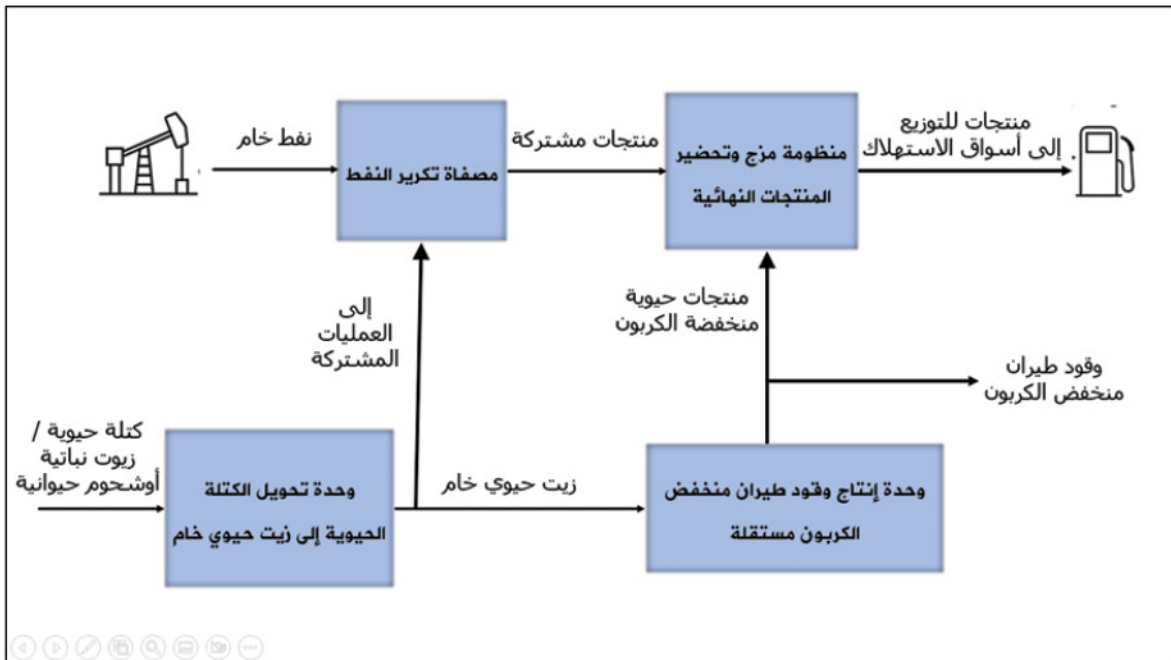 نفط خام
مصفاة تكرير النفط
منتجات مشتركة
منظومة مزج وتحضير
المنتجات النهائية
منتجات للتوزيع
إلى أسواق الاستهلاك
إلى
العمليات
المشتركة
منتجات حيوية
منخفضة الكربون
وقود طيران
منخفض الكربون
كتلة حيوية /
زيوت نباتية
أوشحوم حيوانية
وحدة تحويل الكتلة
الحيوية إلى زيت حيوي خام
زيت حيوي خام
وحدة إنتاج وقود طيران منخفض
الكربون مستقلة